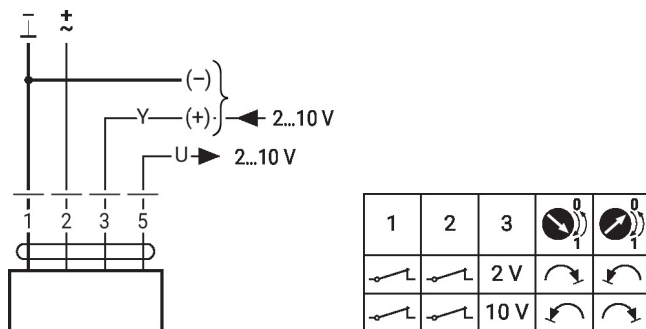 − +
⊥ ~
(−)
Y (+) 2...10 V
U 2...10 V
1 2 3 5
1 2 3 0 1 0 1
2 V
10 V